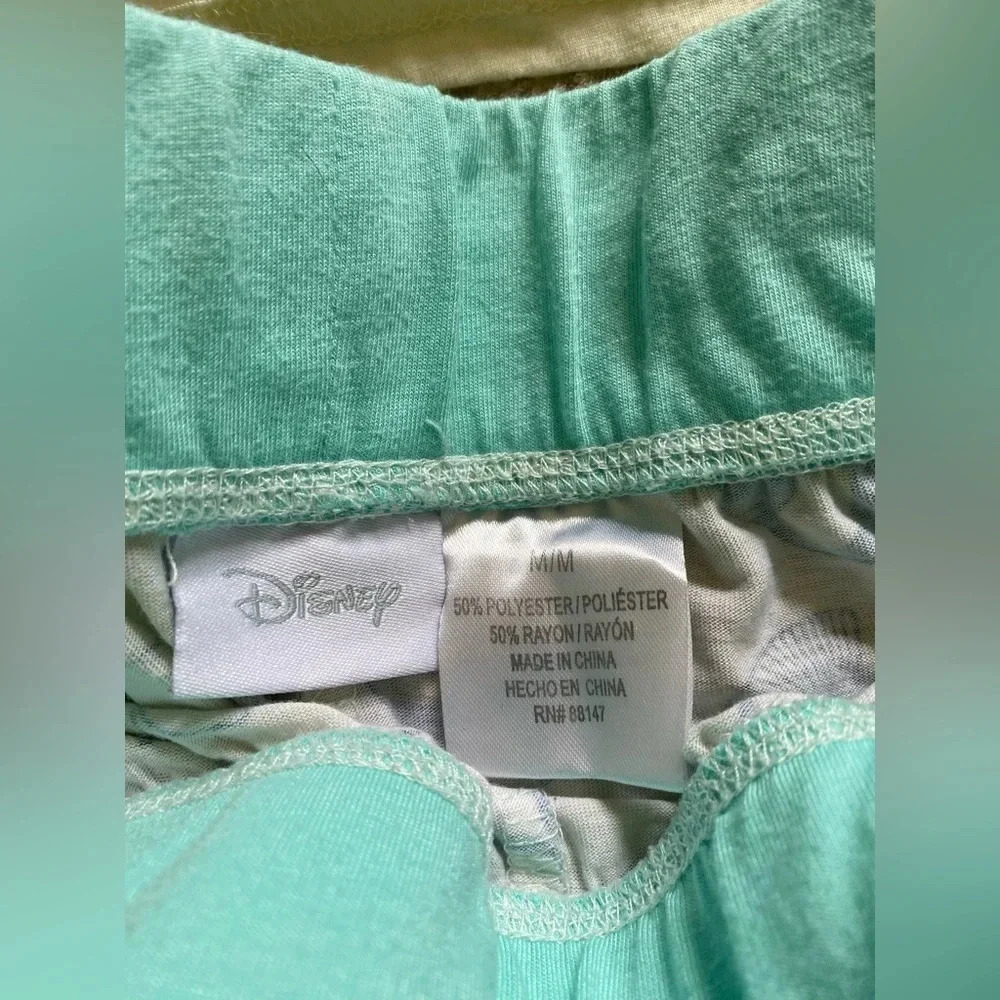 Disney
M/M
50% POLYESTER/POLIÉSTER
50% RAYON/RAYÓN
MADE IN CHINA
HECHO EN CHINA
RN# 88147